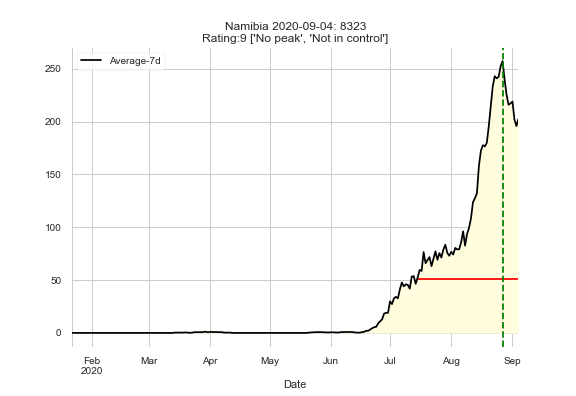 Namibia 2020-09-04: 8323
Rating:9 ['No peak', 'Not in control']
Average-7d
250
200
150
100
50
0
Feb
2020
Mar
Apr
May
Jun
Jul
Aug
Sep
Date